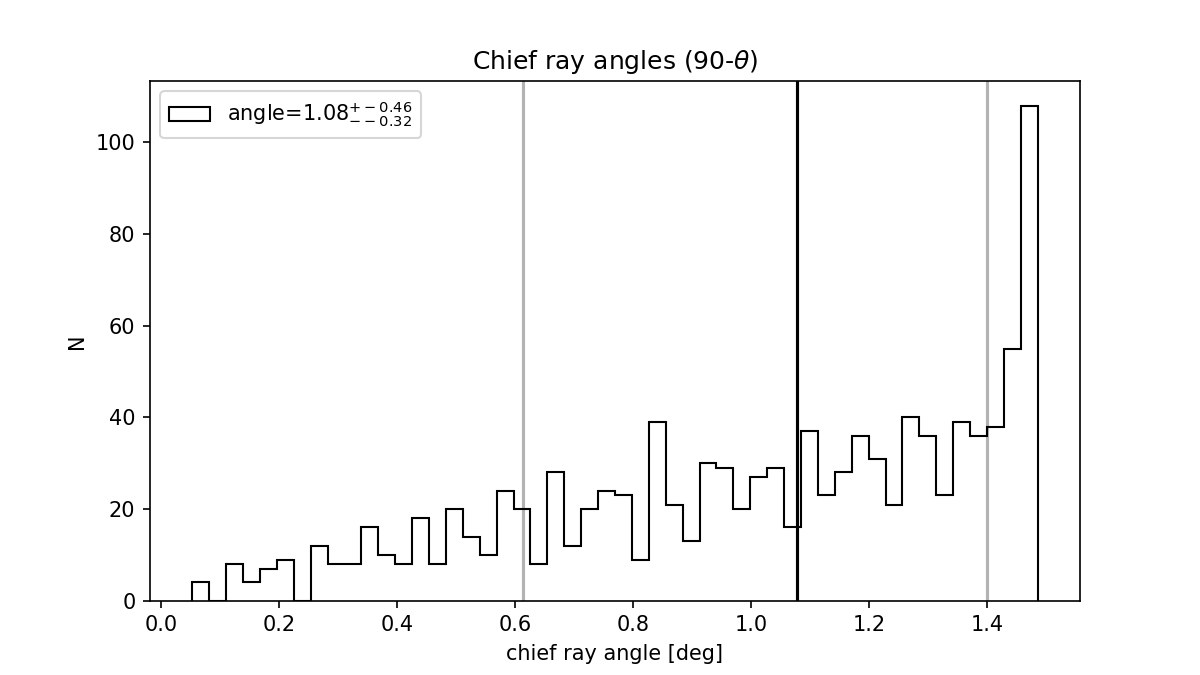 Chief ray angles (90-θ)
angle=1.08^{+-0.46}_{--0.32}
N
100
80
60
40
20
0
0.0 0.2 0.4 0.6 0.8 1.0 1.2 1.4
chief ray angle [deg]